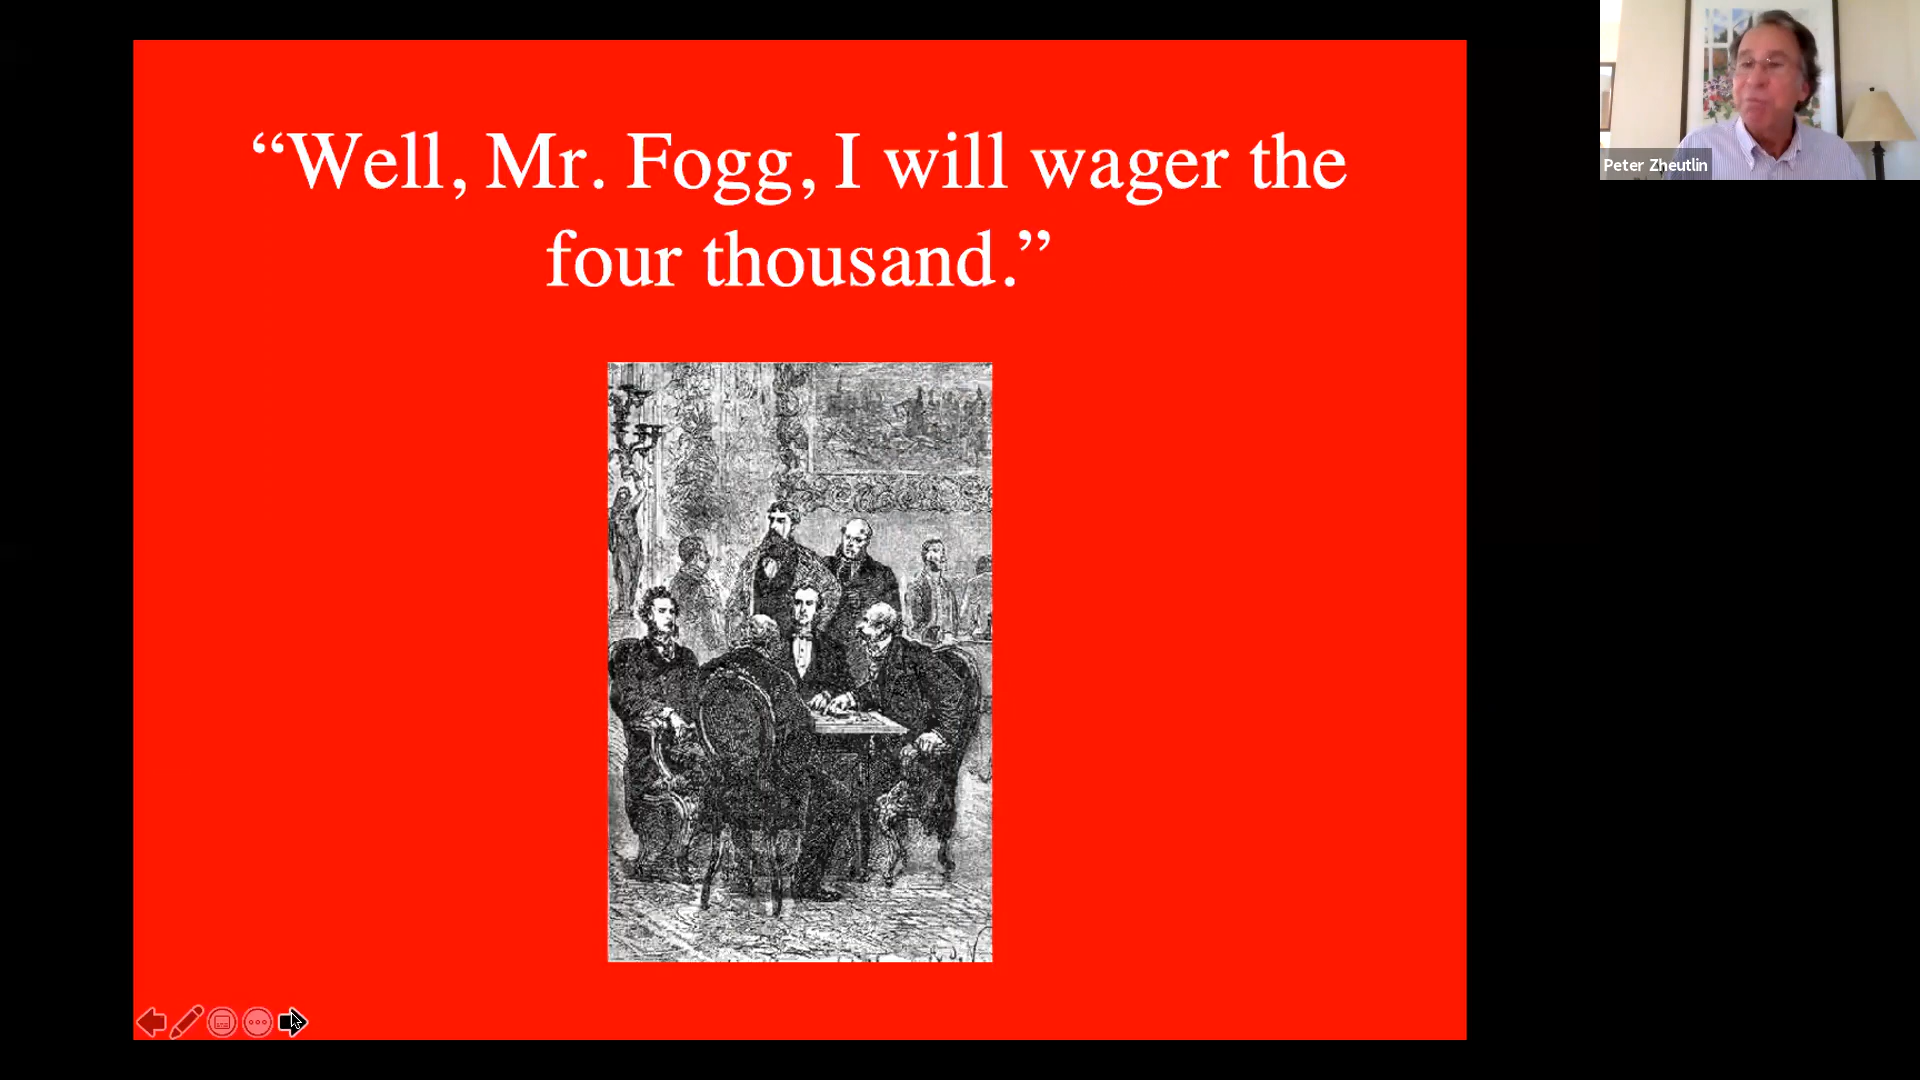 “Well, Mr. Fogg, I will wager the
four thousand.”
Peter Zheutlin